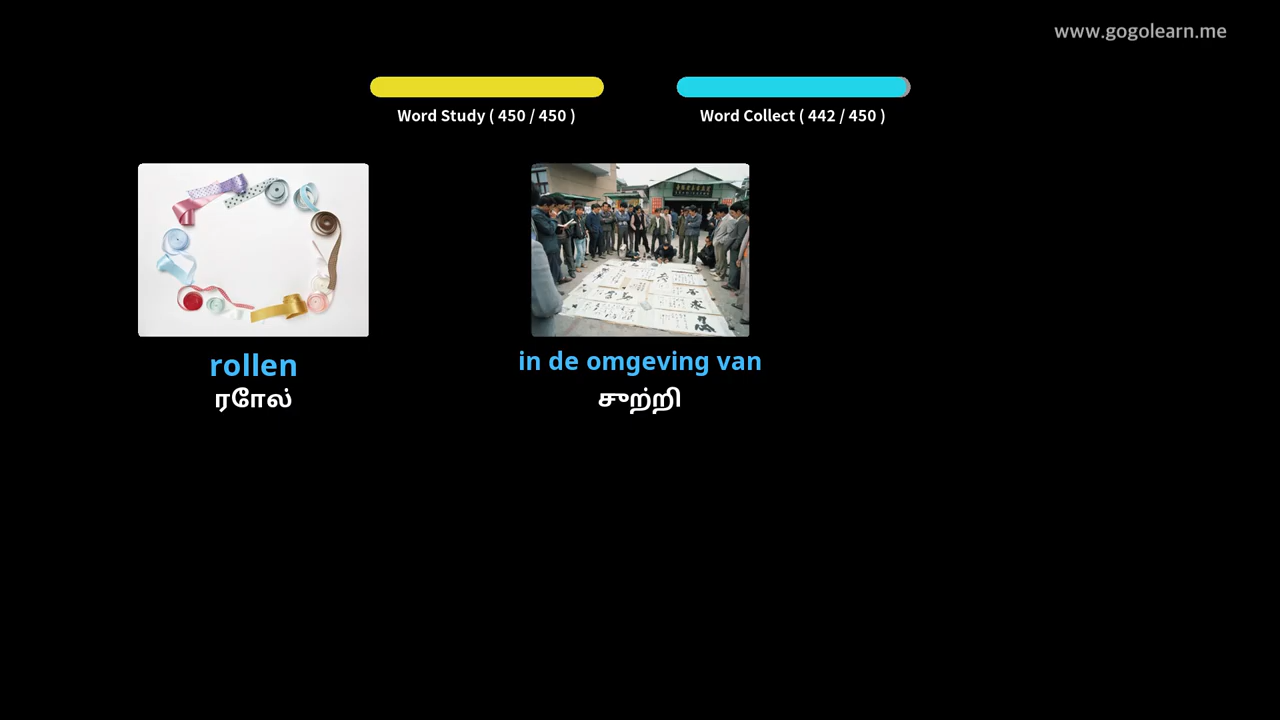 www.gogolearn.me
Word Study ( 450 / 450 )
Word Collect ( 442 / 450 )
rollen
in de omgeving van
ரோல்
சுற்றி